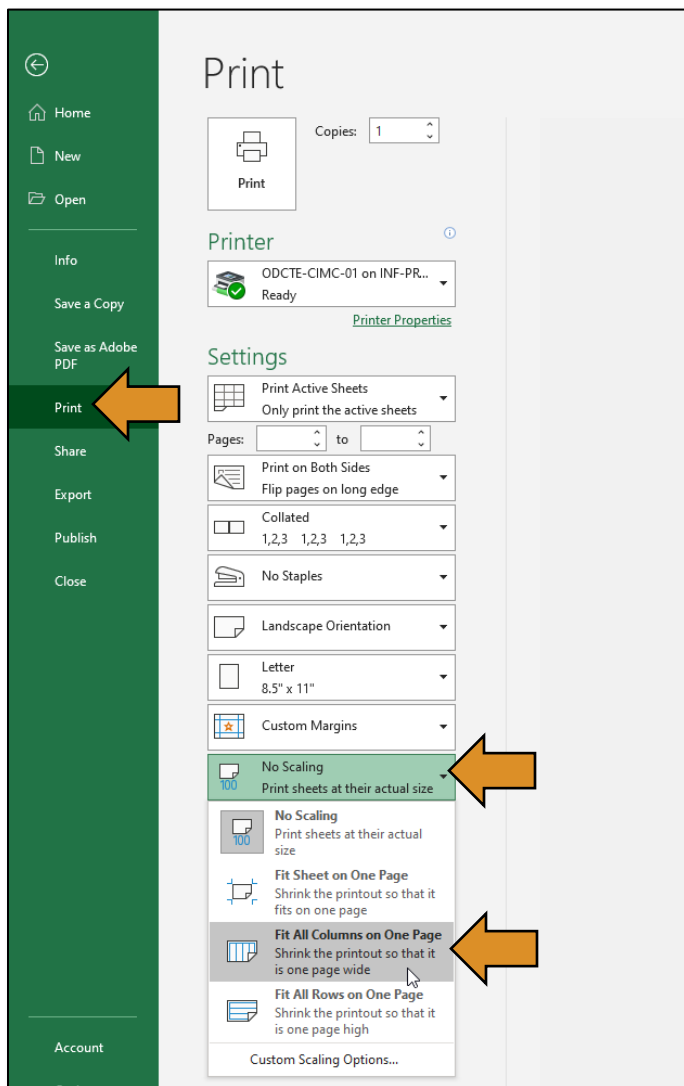 Print
Home
New
Open
Info
Save a Copy
Save as Adobe
PDF
Print
Share
Export
Publish
Close
Account
Copies: 1
Print
Printer
ODCTE-CIMC-01 on INF-PR...
Ready
Printer Properties
Settings
Print Active Sheets
Only print the active sheets
Pages: to
Print on Both Sides
Flip pages on long edge
Collated
1,2,3 1,2,3 1,2,3
No Staples
Landscape Orientation
Letter
8.5" x 11"
Custom Margins
No Scaling
Print sheets at their actual size
100
No Scaling
Print sheets at their actual
size
100
Fit Sheet on One Page
Shrink the printout so that it
fits on one page
Fit All Columns on One Page
Shrink the printout so that it
is one page wide
Fit All Rows on One Page
Shrink the printout so that it
is one page high
Custom Scaling Options...